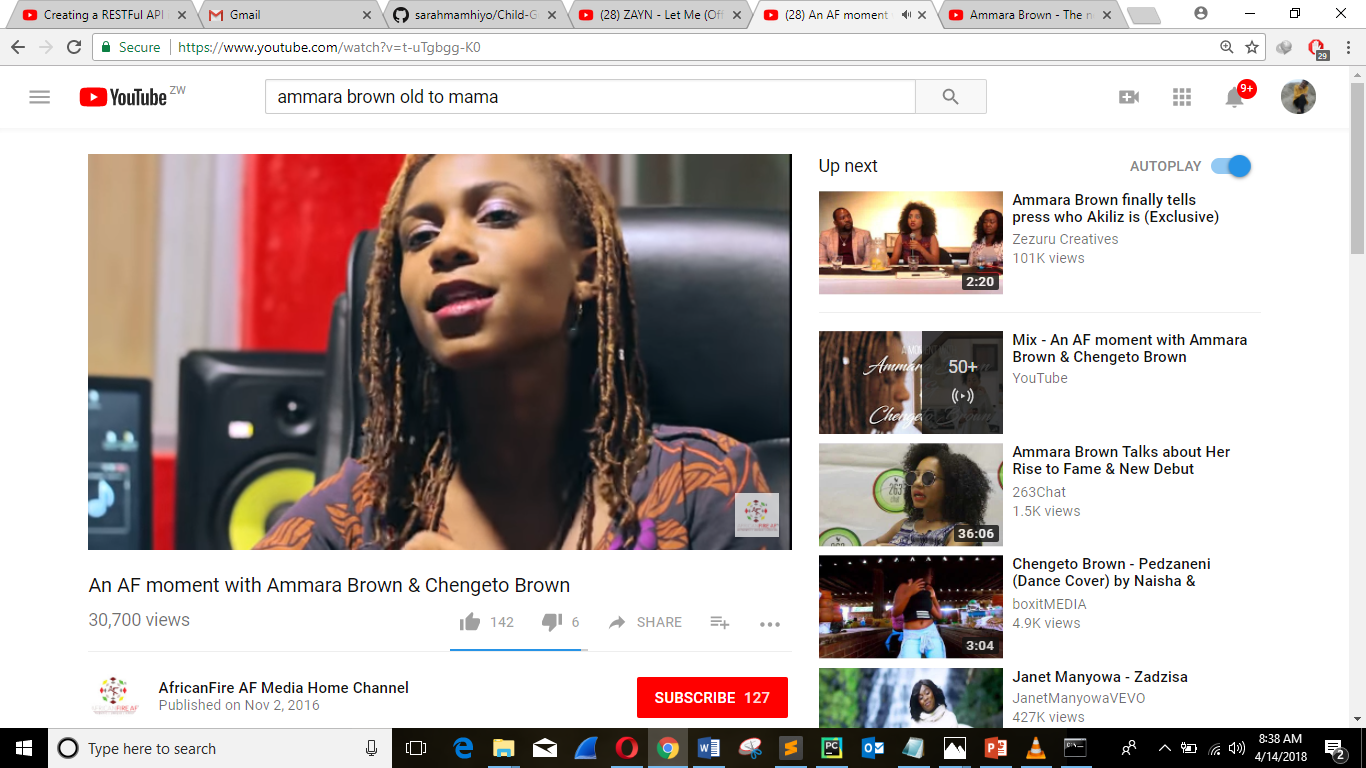 Creating a RESTFul API
Gmail
sarahmamhiyo/Child-G
(28) ZAYN - Let Me (Off
(28) An AF moment
Ammara Brown - The n
Secure
https://www.youtube.com/watch?v=t-uTgbgg-K0
29
YouTube ZW
ammara brown old to mama
9+
Up next
AUTOPLAY
Ammara Brown finally tells
press who Akiliz is (Exclusive)
Zezuru Creatives
101K views
2:20
Mix - An AF moment with Ammara
Brown & Chengeto Brown
YouTube
50+
Ammara Brown Talks about Her
Rise to Fame & New Debut
263Chat
1.5K views
36:06
Chengeto Brown - Pedzaneni
(Dance Cover) by Naisha &
boxitMEDIA
4.9K views
3:04
Janet Manyowa - Zadzisa
JanetManyowaVEVO
427K views
An AF moment with Ammara Brown & Chengeto Brown
30,700 views
142
6
SHARE
AfricanFire AF Media Home Channel
Published on Nov 2, 2016
SUBSCRIBE 127
Type here to search
8:38 AM
4/14/2018
2